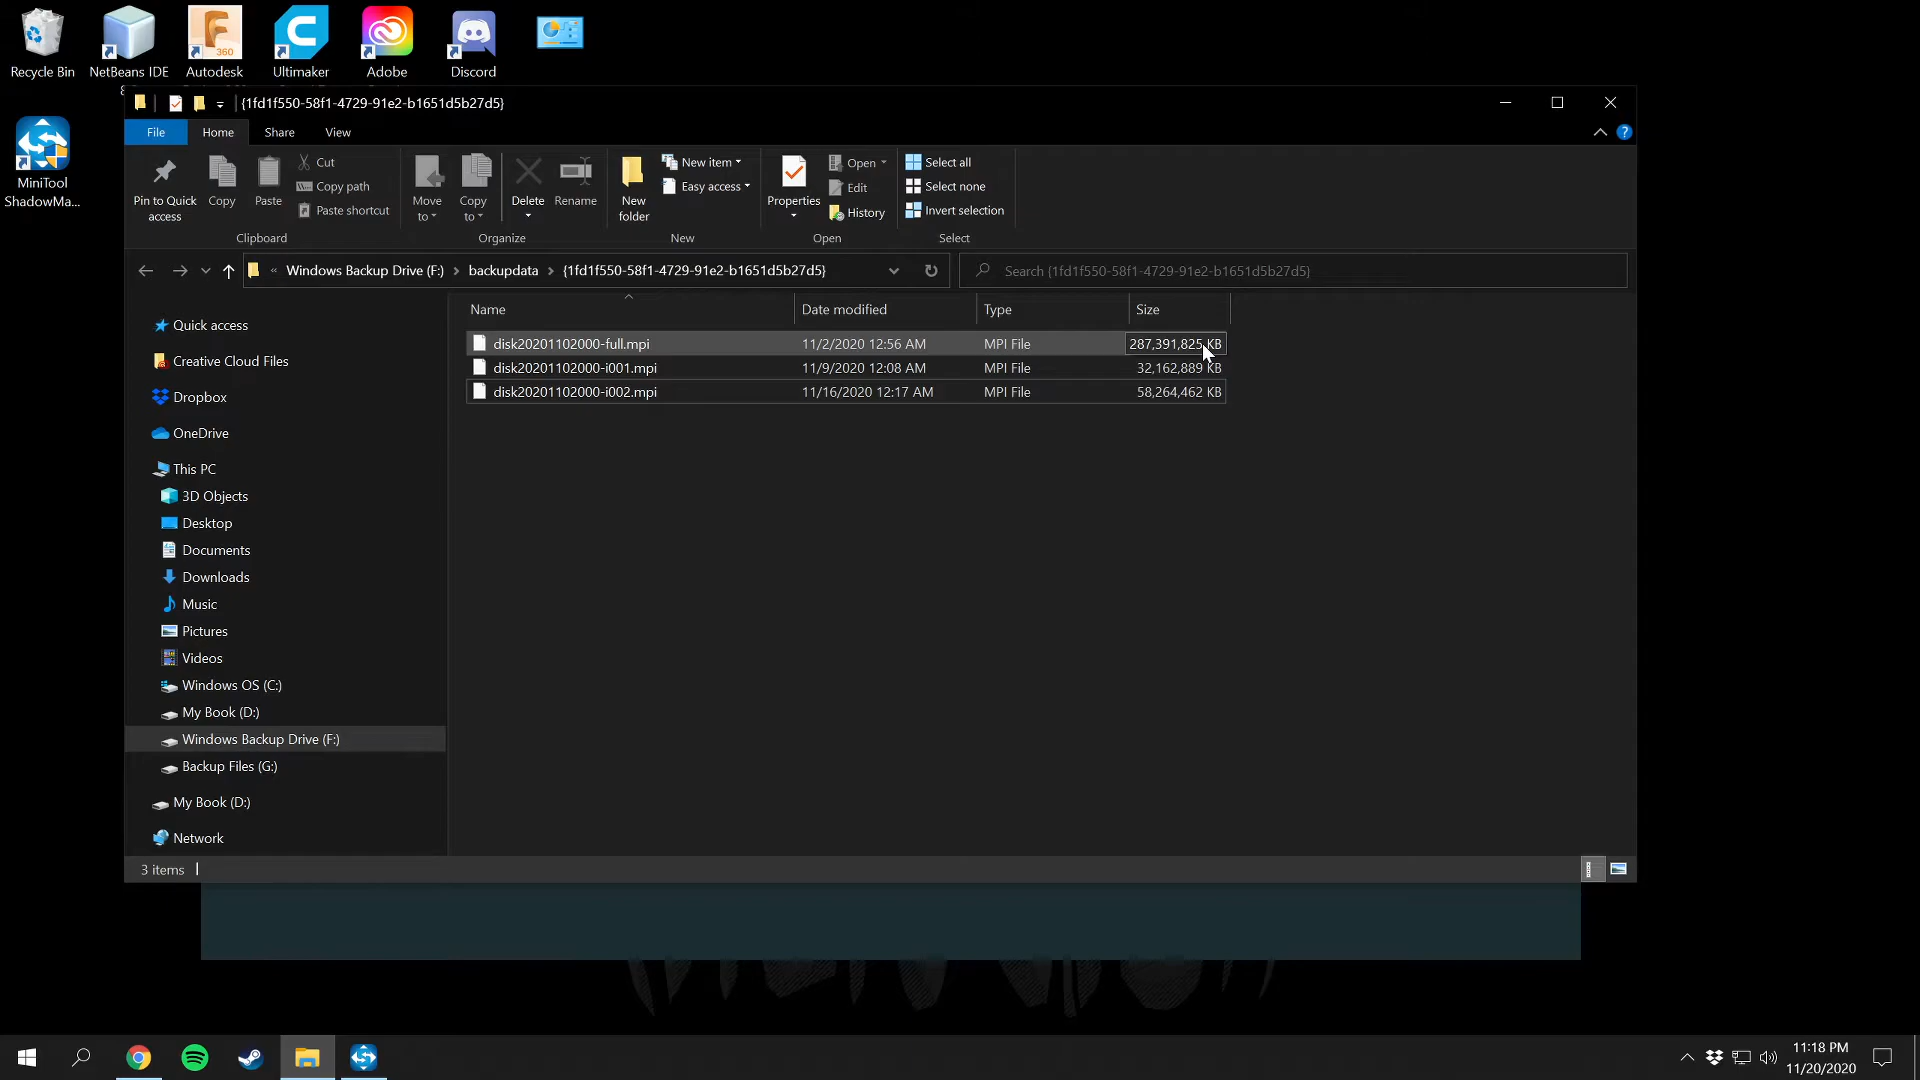 Recycle Bin
NetBeans IDE
8
Autodesk
Ultimaker
Adobe
Discord
MiniTool
ShadowMa...
{1fd1f550-58f1-4729-91e2-b1651d5b27d5}
File
Home
Share
View
Pin to Quick
access
Copy
Paste
Cut
Copy path
Paste shortcut
Clipboard
Move
to
Copy
to
Delete
Rename
Organize
New
folder
New item
Easy access
New
Properties
Open
Edit
History
Open
Select all
Select none
Invert selection
Select
« Windows Backup Drive (F:) › backupdata › {1fd1f550-58f1-4729-91e2-b1651d5b27d5}
Search {1fd1f550-58f1-4729-91e2-b1651d5b27d5}
Quick access
Creative Cloud Files
Dropbox
OneDrive
This PC
3D Objects
Desktop
Documents
Downloads
Music
Pictures
Videos
Windows OS (C:)
My Book (D:)
Windows Backup Drive (F:)
Backup Files (G:)
My Book (D:)
Network
Name Date modified Type Size
disk20201102000-full.mpi 11/2/2020 12:56 AM MPI File 287,391,825 KB
disk20201102000-i001.mpi 11/9/2020 12:08 AM MPI File 32,162,889 KB
disk20201102000-i002.mpi 11/16/2020 12:17 AM MPI File 58,264,462 KB
3 items
11:18 PM
11/20/2020